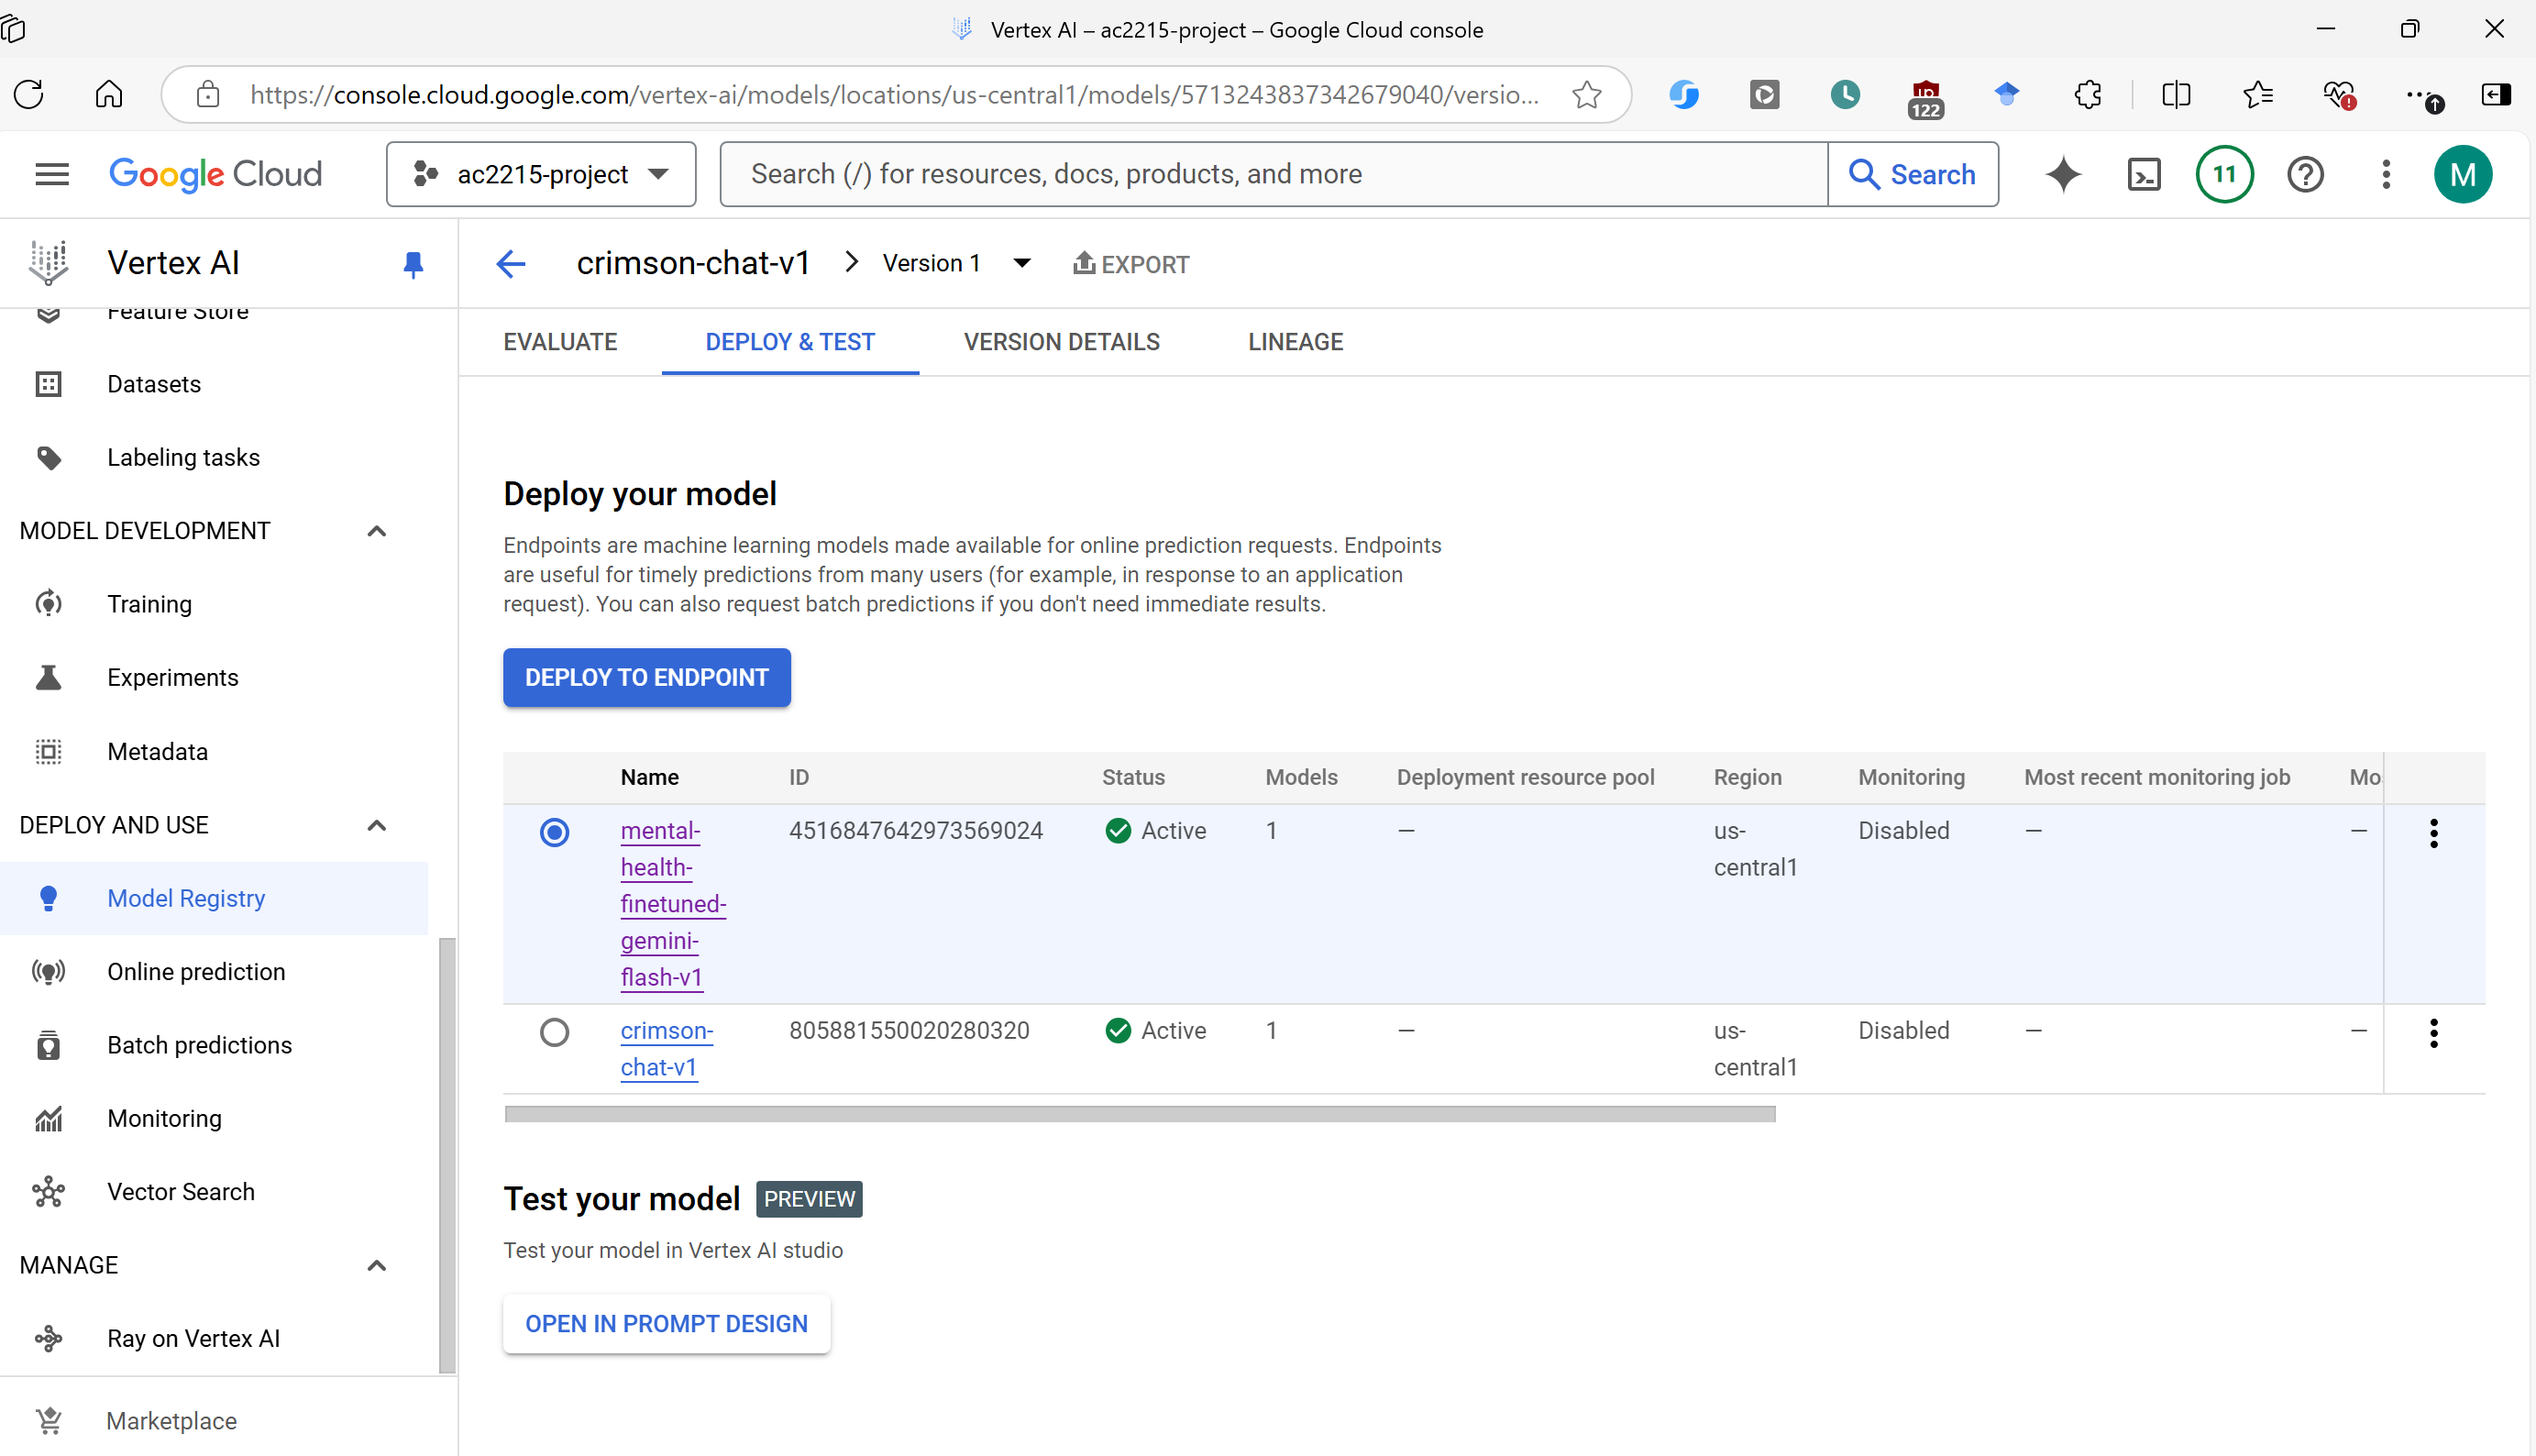 Vertex AI – ac2215-project – Google Cloud console
https://console.cloud.google.com/vertex-ai/models/locations/us-central1/models/5713243837342679040/versio...
122
Google Cloud
ac2215-project
Search (/) for resources, docs, products, and more
Search
11
M
Vertex AI
crimson-chat-v1
Version 1
EXPORT
Feature Store
Datasets
Labeling tasks
MODEL DEVELOPMENT
Training
Experiments
Metadata
DEPLOY AND USE
Model Registry
Online prediction
Batch predictions
Monitoring
Vector Search
MANAGE
Ray on Vertex AI
Marketplace
EVALUATE DEPLOY & TEST VERSION DETAILS LINEAGE
Deploy your model
Endpoints are machine learning models made available for online prediction requests. Endpoints
are useful for timely predictions from many users (for example, in response to an application
request). You can also request batch predictions if you don't need immediate results.
DEPLOY TO ENDPOINT
Name ID Status Models Deployment resource pool Region Monitoring Most recent monitoring job Mo
mental- 4516847642973569024 Active 1 — us- Disabled — —
health- central1
finetuned-
gemini-
flash-v1
crimson- 805881550020280320 Active 1 — us- Disabled — —
chat-v1 central1
Test your model PREVIEW
Test your model in Vertex AI studio
OPEN IN PROMPT DESIGN